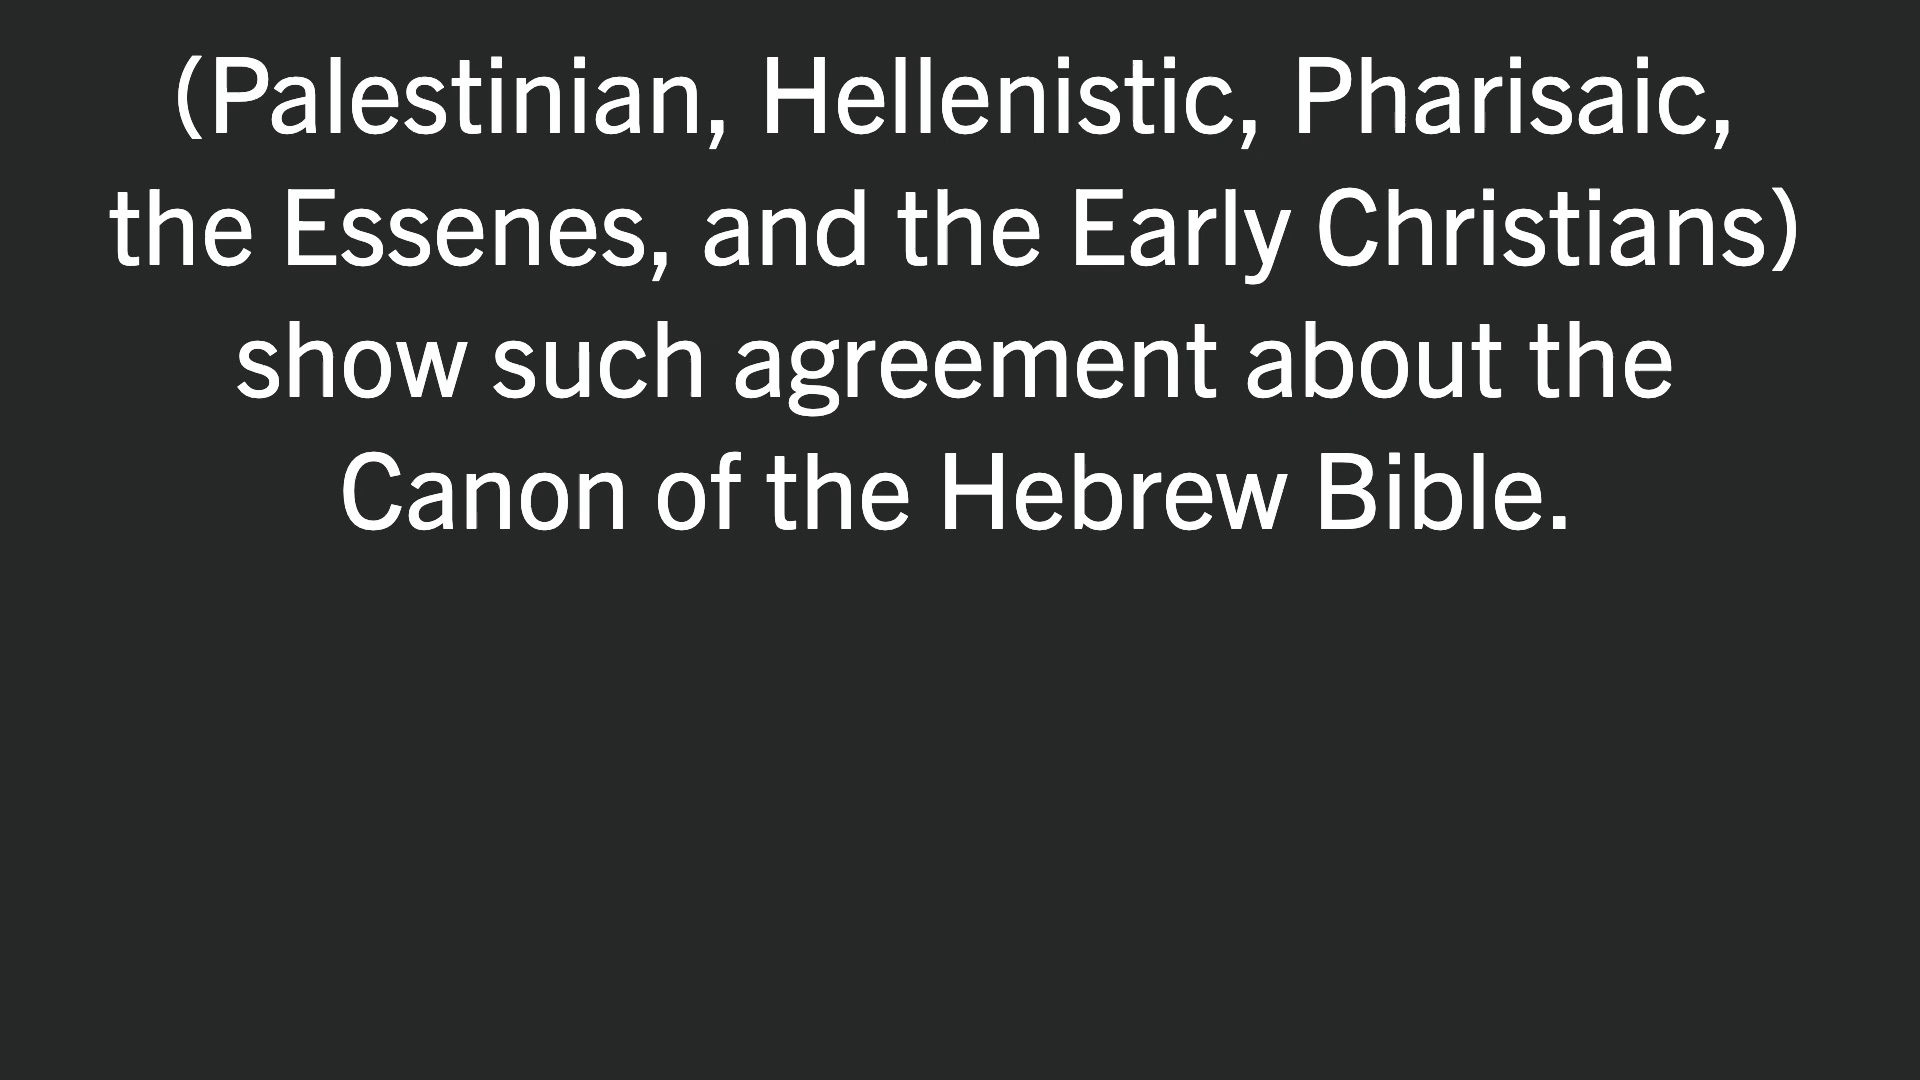 (Palestinian, Hellenistic, Pharisaic,
the Essenes, and the Early Christians)
show such agreement about the
Canon of the Hebrew Bible.